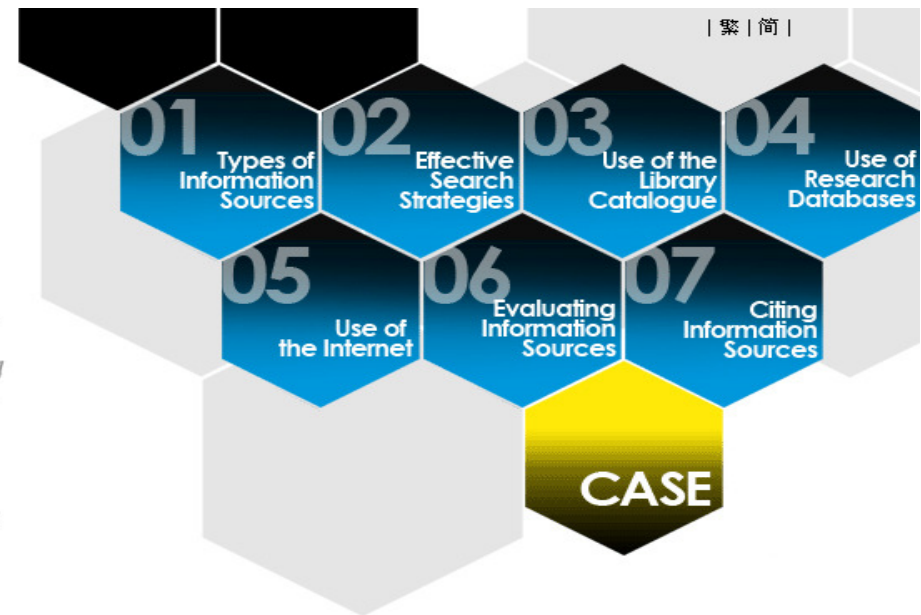 | 繁 | 简 |
01
Types of
Information
Sources
02
Effective
Search
Strategies
03
Use of the
Library
Catalogue
04
Use of
Research
Databases
05
Use of
the Internet
06
Evaluating
Information
Sources
07
Citing
Information
Sources
CASE